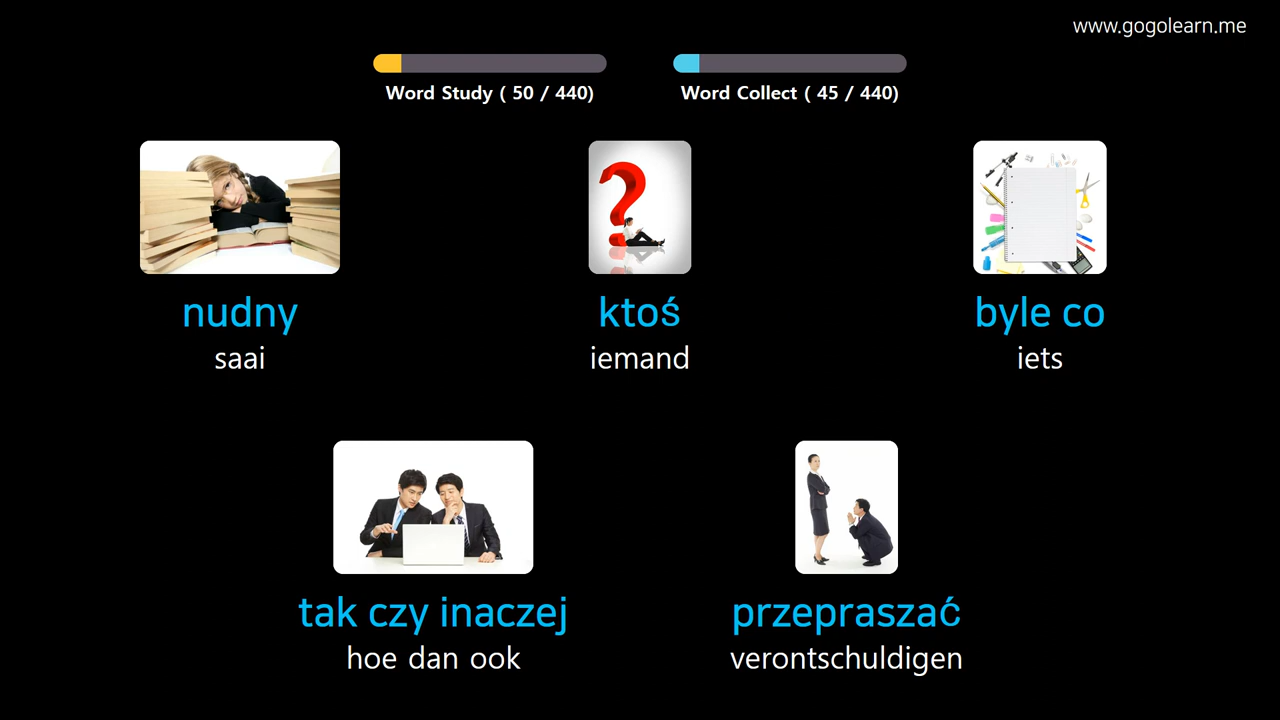 www.gogolearn.me
Word Study ( 50 / 440)
Word Collect ( 45 / 440)
nudny
saai
ktoś
iemand
byle co
iets
tak czy inaczej
hoe dan ook
przepraszać
verontschuldigen